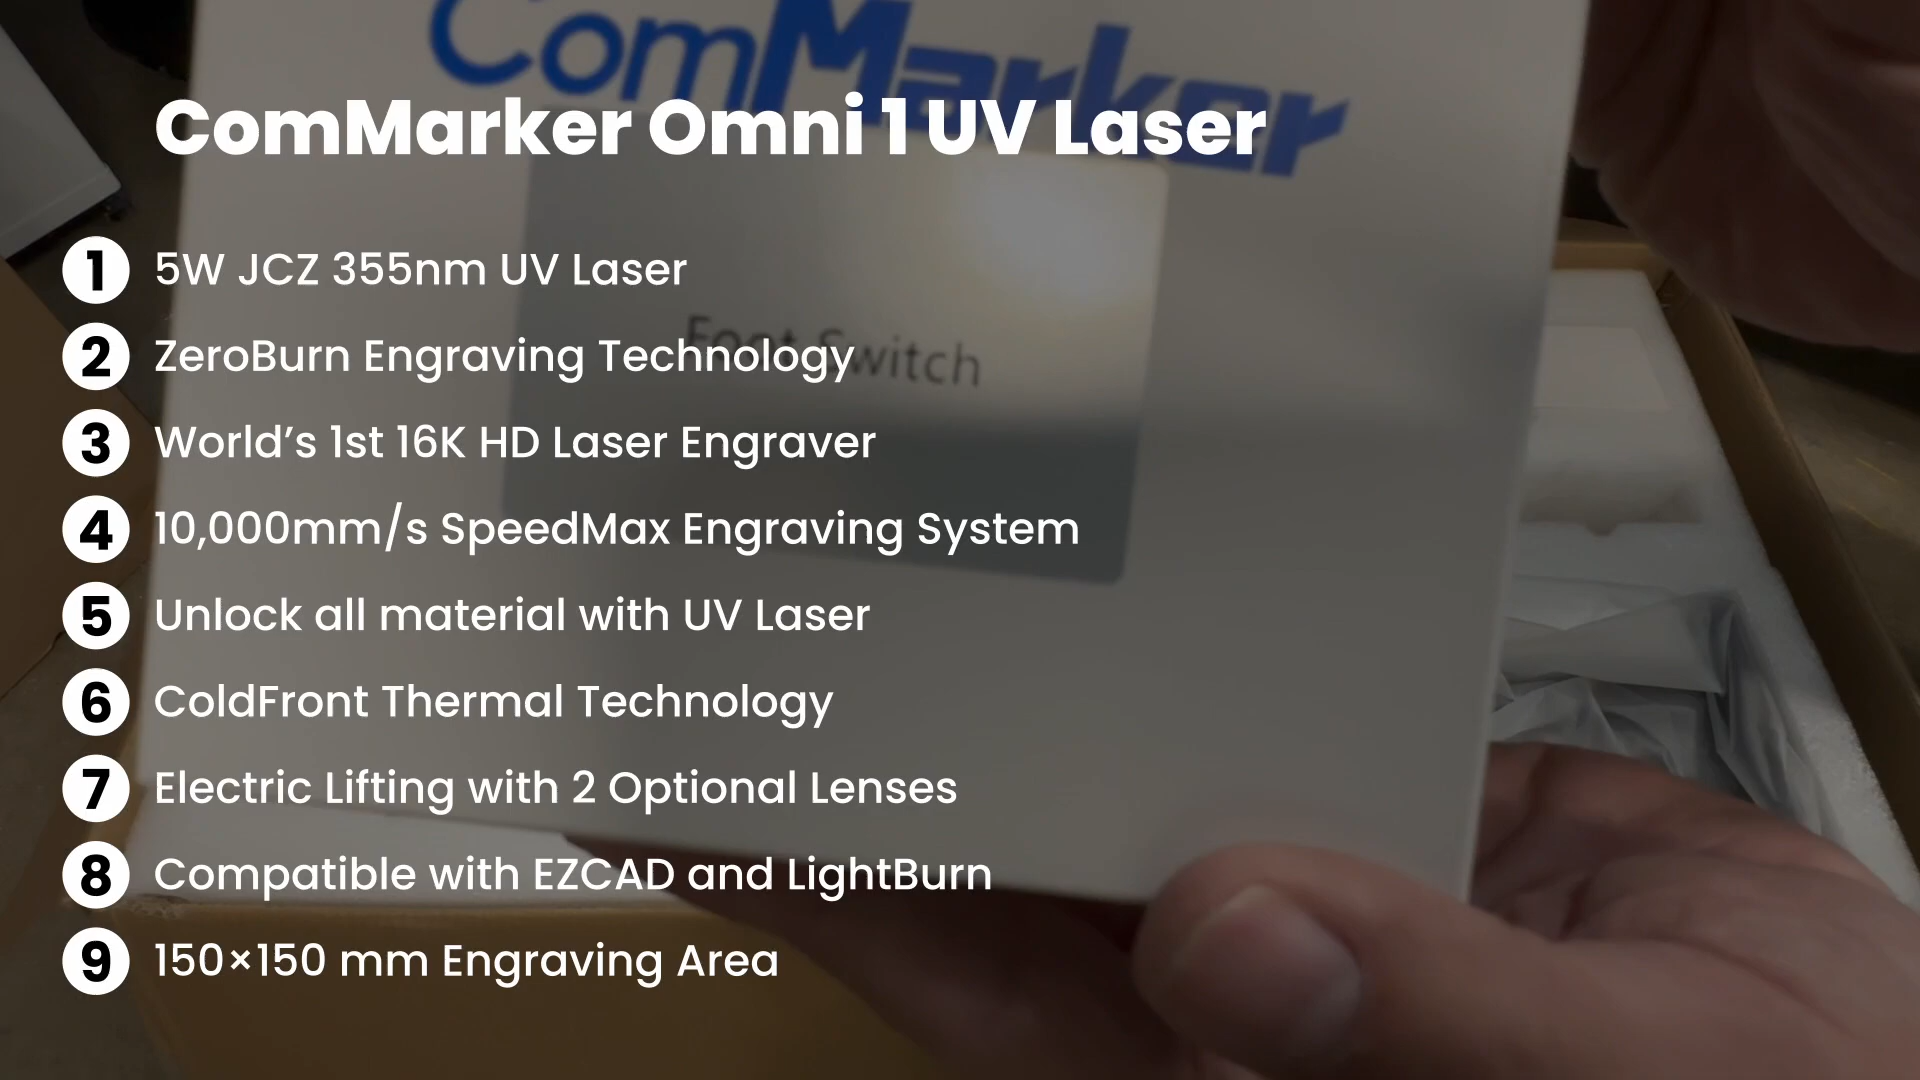 ComMarker
ComMarker Omni 1 UV Laser
1 5W JCZ 355nm UV Laser
Foot Switch
2 ZeroBurn Engraving Technology
3 World’s 1st 16K HD Laser Engraver
4 10,000mm/s SpeedMax Engraving System
5 Unlock all material with UV Laser
6 ColdFront Thermal Technology
7 Electric Lifting with 2 Optional Lenses
8 Compatible with EZCAD and LightBurn
9 150×150 mm Engraving Area